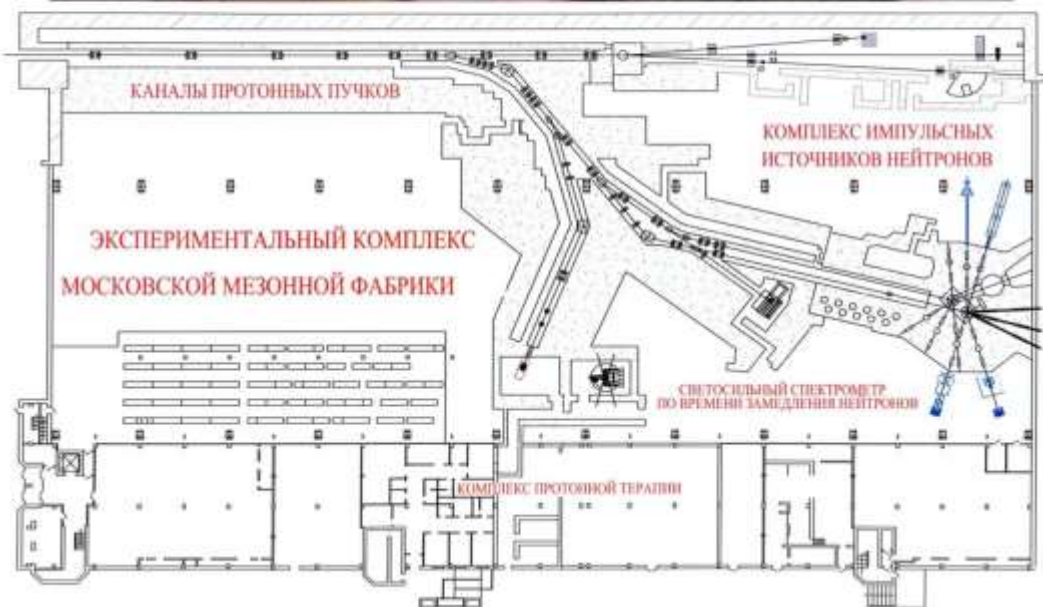 КАНАЛЫ ПРОТОННЫХ ПУЧКОВ
КОМПЛЕКС ИМПУЛЬСНЫХ
ИСТОЧНИКОВ НЕЙТРОНОВ
ЭКСПЕРИМЕНТАЛЬНЫЙ КОМПЛЕКС
МОСКОВСКОЙ МЕЗОННОЙ ФАБРИКИ
СВЕТОСИЛЬНЫЙ СПЕКТРОМЕТР
ПО ВРЕМЕНИ ЗАМЕДЛЕНИЯ НЕЙТРОНОВ
КОМПЛЕКС ПРОТОННОЙ ТЕРАПИИ